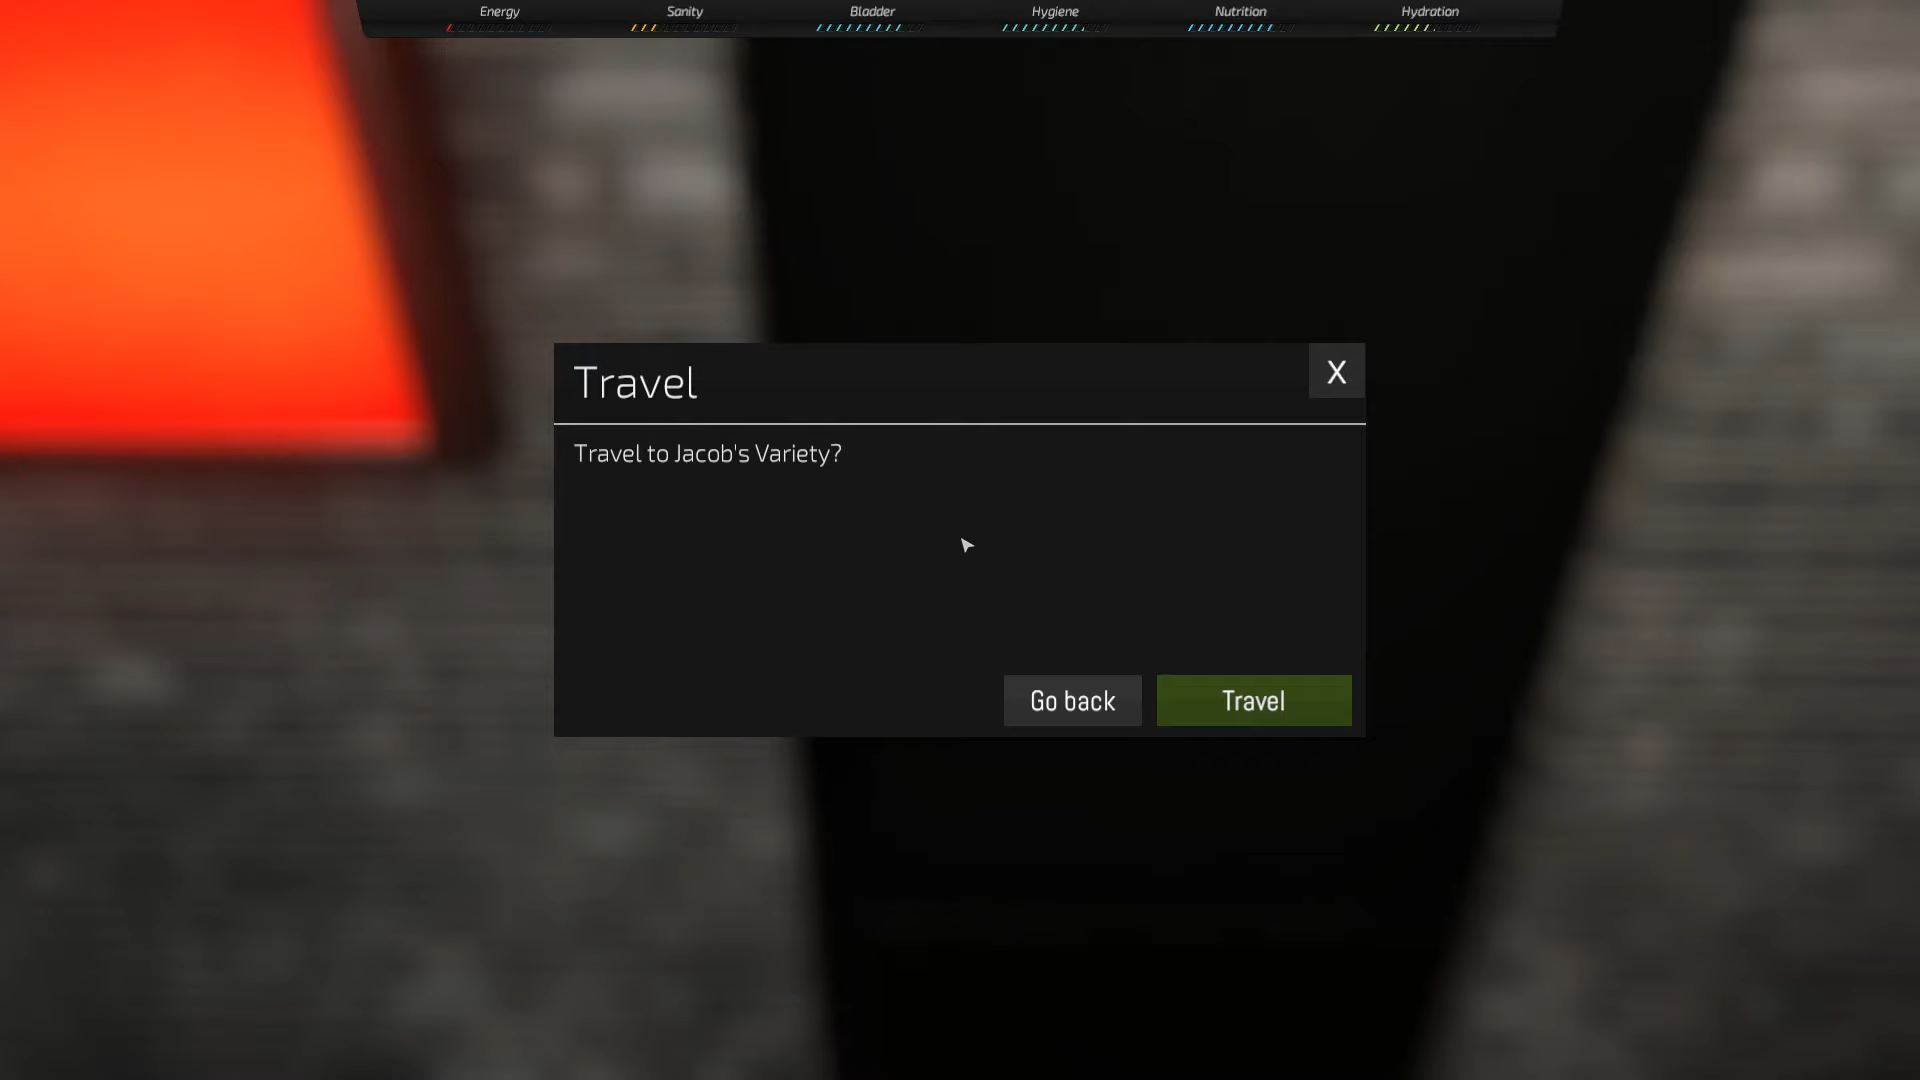 Energy Sanity Bladder Hygiene Nutrition Hydration
Travel
X
Travel to Jacob's Variety?
Go back Travel